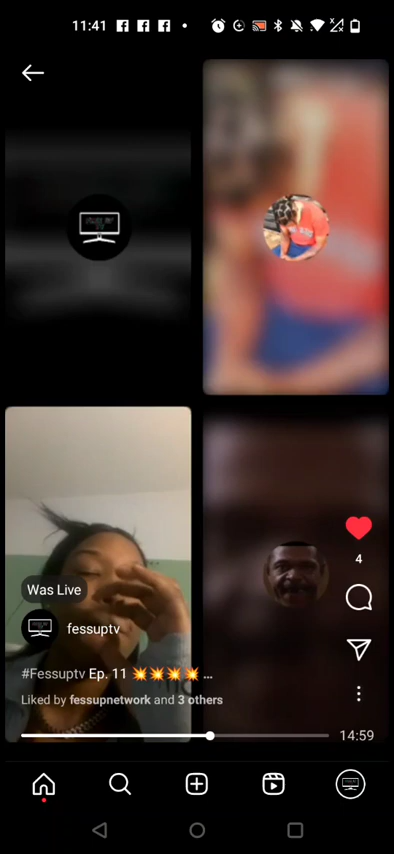 11:41
Was Live
fessuptv
#Fessuptv Ep. 11 💥💥💥💥 ...
Liked by fessupnetwork and 3 others
4
14:59